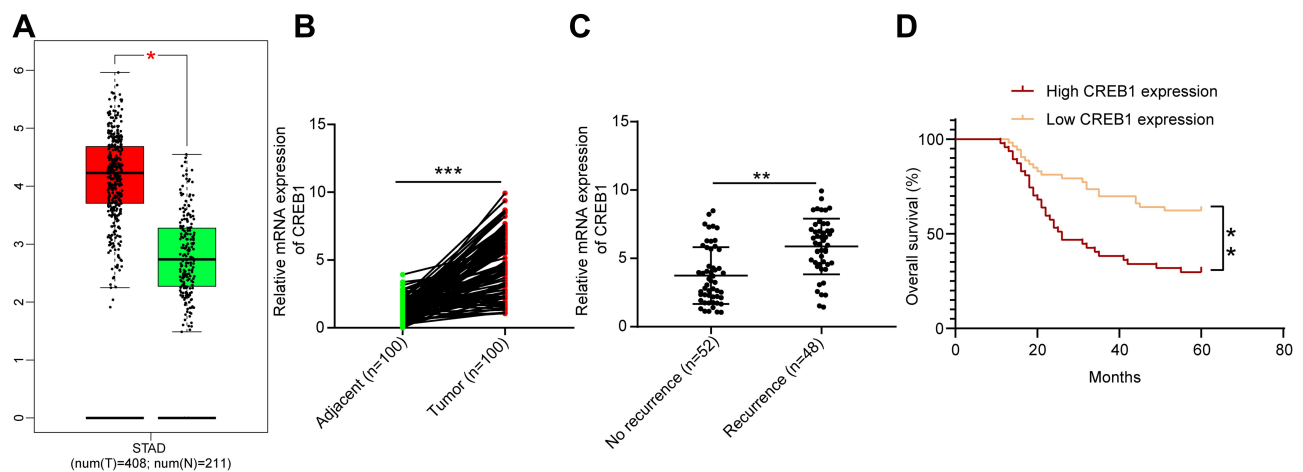 A
*
6
5
4
3
2
1
0
STAD
(num(T)=408; num(N)=211)
B
Relative mRNA expression
of CREB1
15
10
5
0
***
Adjacent (n=100)
Tumor (n=100)
C
Relative mRNA expression
of CREB1
15
10
5
0
**
No recurrence (n=52)
Recurrence (n=48)
D
High CREB1 expression
Low CREB1 expression
Overall survival (%)
100
50
0
**
0 20 40 60 80
Months